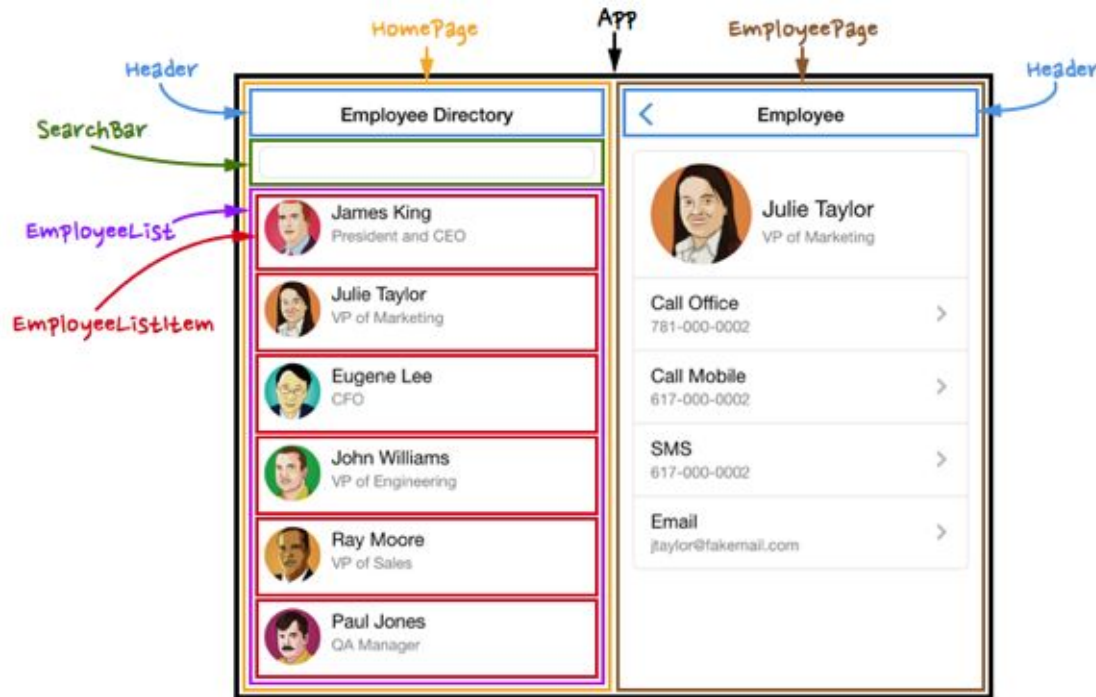 App
HomePage
EmployeePage
Header
Header
SearchBar
EmployeeList
EmployeeListItem
Employee Directory
James King
President and CEO
Julie Taylor
VP of Marketing
Eugene Lee
CFO
John Williams
VP of Engineering
Ray Moore
VP of Sales
Paul Jones
QA Manager
Employee
Julie Taylor
VP of Marketing
Call Office
781-000-0002
Call Mobile
617-000-0002
SMS
617-000-0002
Email
jtaylor@fakemail.com